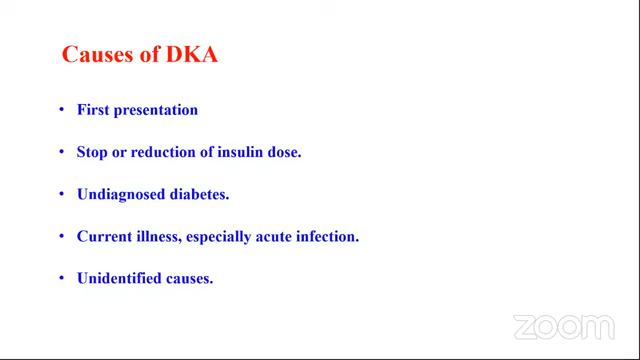 Causes of DKA
• First presentation
• Stop or reduction of insulin dose.
• Undiagnosed diabetes.
• Current illness, especially acute infection.
• Unidentified causes.
zoom